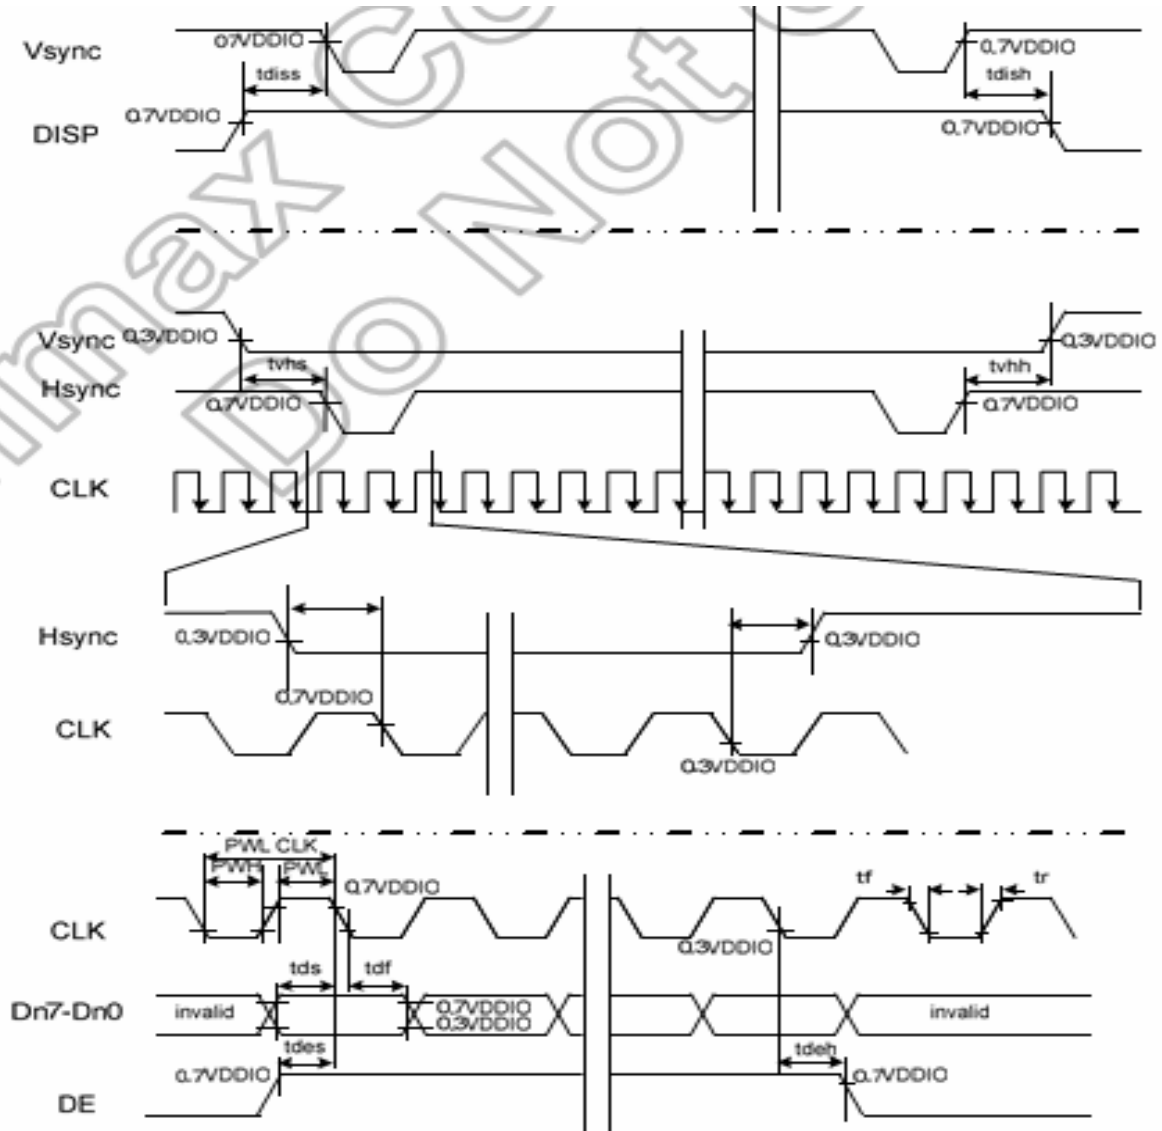 Vsync
0.7VDDIO
0.7VDDIO
tdiss
tdish
0.7VDDIO
0.7VDDIO
DISP
Do Not
Vsync
0.3VDDIO
0.3VDDIO
tvhs
tvhh
Hsync
0.7VDDIO
0.7VDDIO
CLK
Hsync
0.3VDDIO
0.3VDDIO
0.7VDDIO
CLK
0.3VDDIO
PWL CLK
PWH
PWL
0.7VDDIO
tf
tr
CLK
0.3VDDIO
tds
tdf
Dn7-Dn0
invalid
0.7VDDIO
0.3VDDIO
invalid
tdes
tdeh
0.7VDDIO
0.7VDDIO
DE